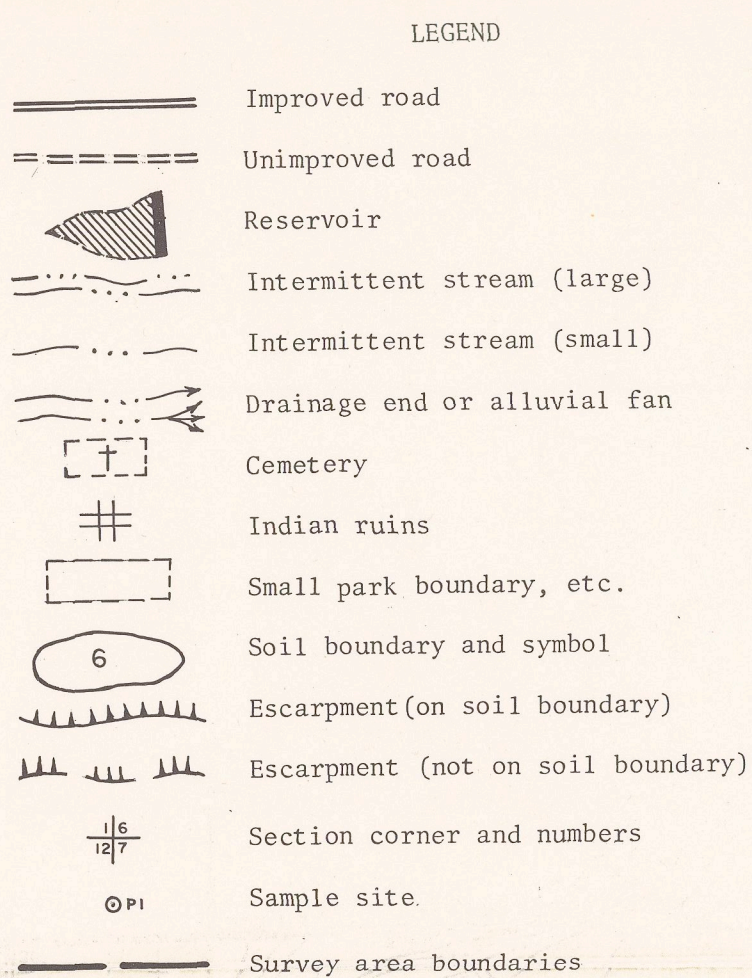 LEGEND
Improved road
Unimproved road
Reservoir
Intermittent stream (large)
Intermittent stream (small)
Drainage end or alluvial fan
Cemetery
Indian ruins
Small park boundary, etc.
6 Soil boundary and symbol
Escarpment (on soil boundary)
Escarpment (not on soil boundary)
1 6
12 7
Section corner and numbers
P1 Sample site
Survey area boundaries